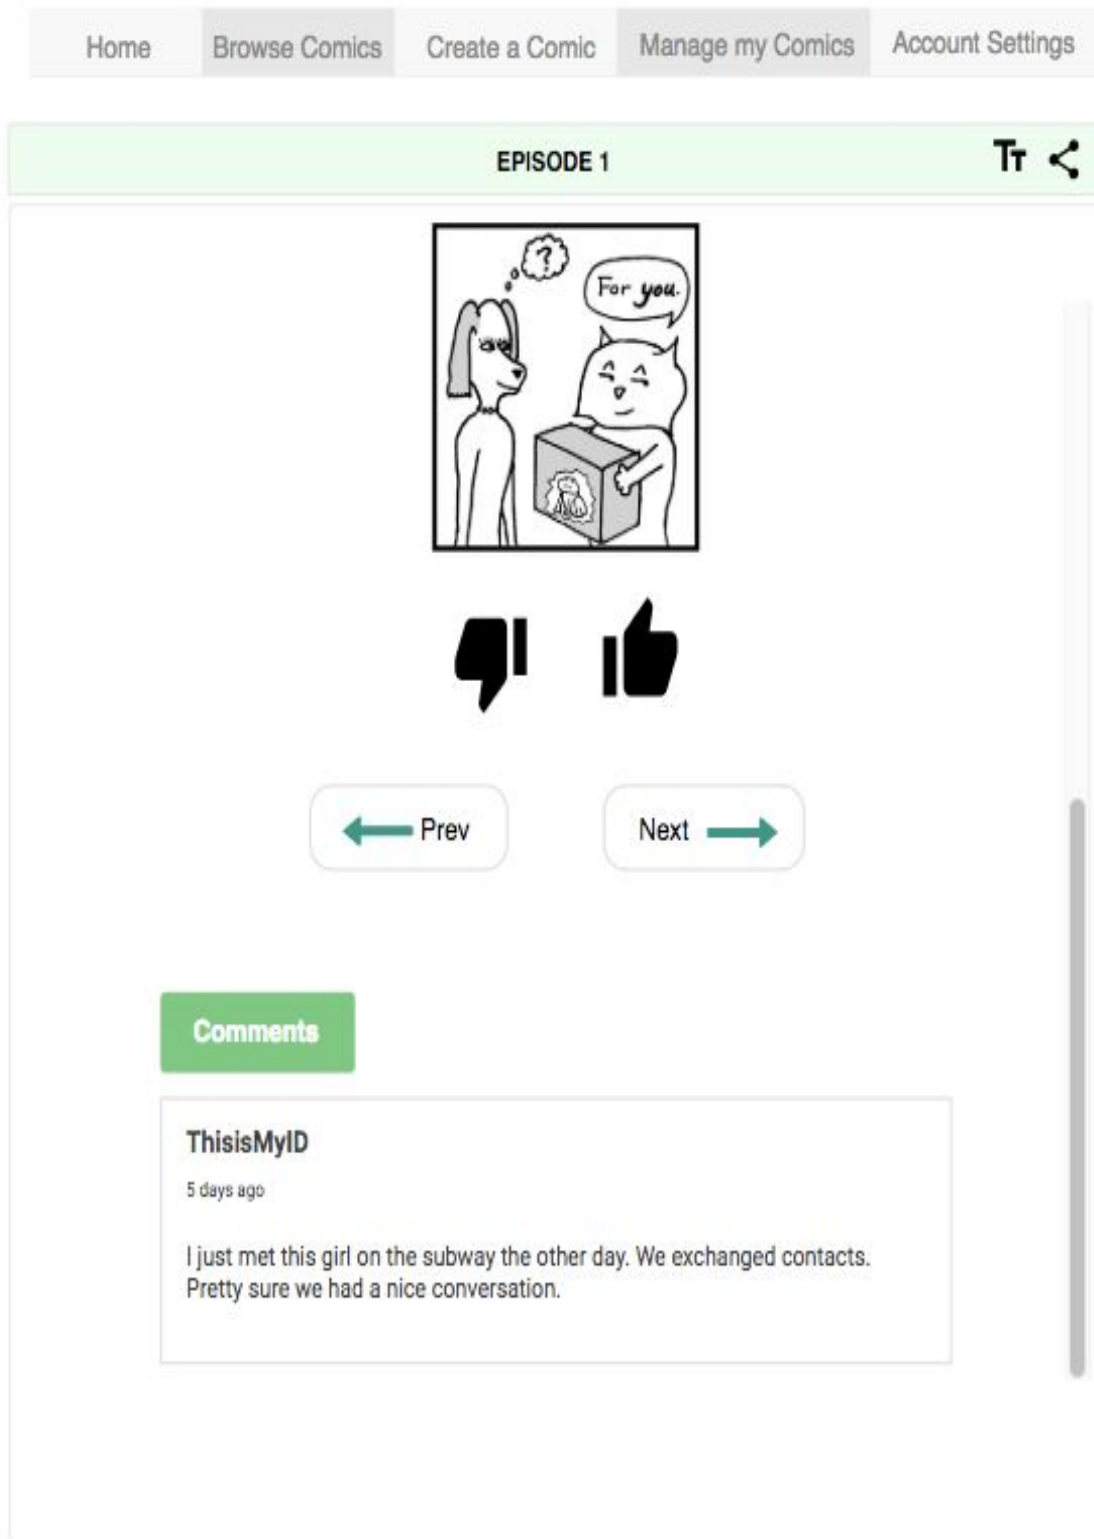 Home Browse Comics Create a Comic Manage my Comics Account Settings
EPISODE 1
?
For you.
Prev Next
Comments
ThisisMyID
5 days ago
I just met this girl on the subway the other day. We exchanged contacts.
Pretty sure we had a nice conversation.